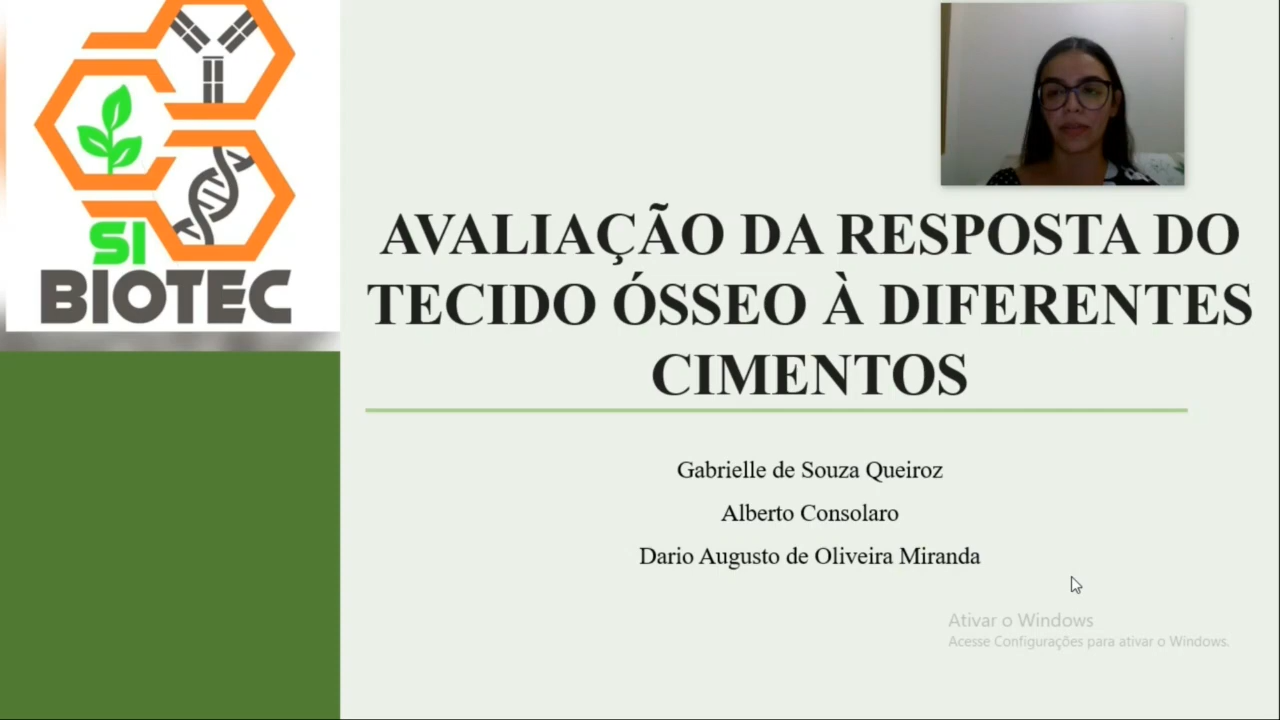 SI
BIOTEC
AVALIAÇÃO DA RESPOSTA DO
TECIDO ÓSSEO À DIFERENTES
CIMENTOS
Gabrielle de Souza Queiroz
Alberto Consolaro
Dario Augusto de Oliveira Miranda
Ativar o Windows
Acesse Configurações para ativar o Windows.